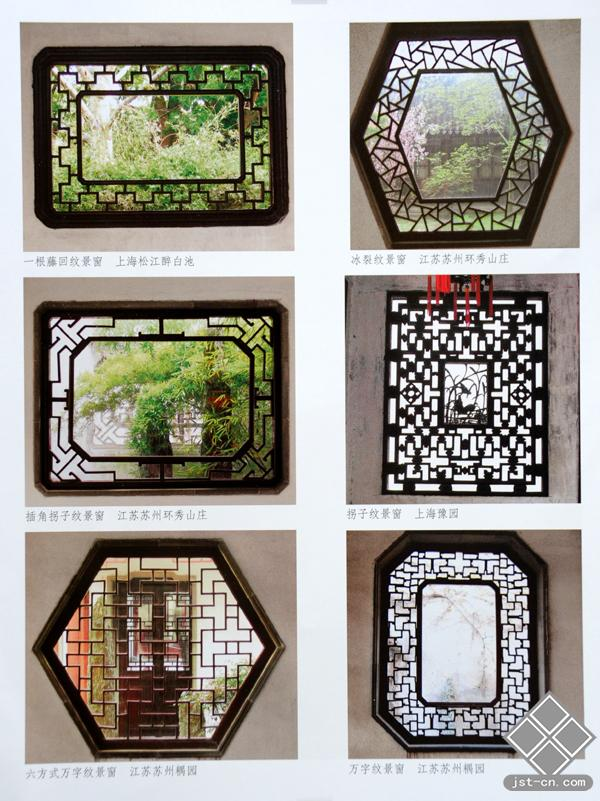 一根藤回纹景窗 上海松江醉白池
冰裂纹景窗 江苏苏州环秀山庄
插角拐子纹景窗 江苏苏州环秀山庄
拐子纹景窗 上海豫园
六方式万字纹景窗 江苏苏州耦园
万字纹景窗 江苏苏州耦园
jst-cn.com